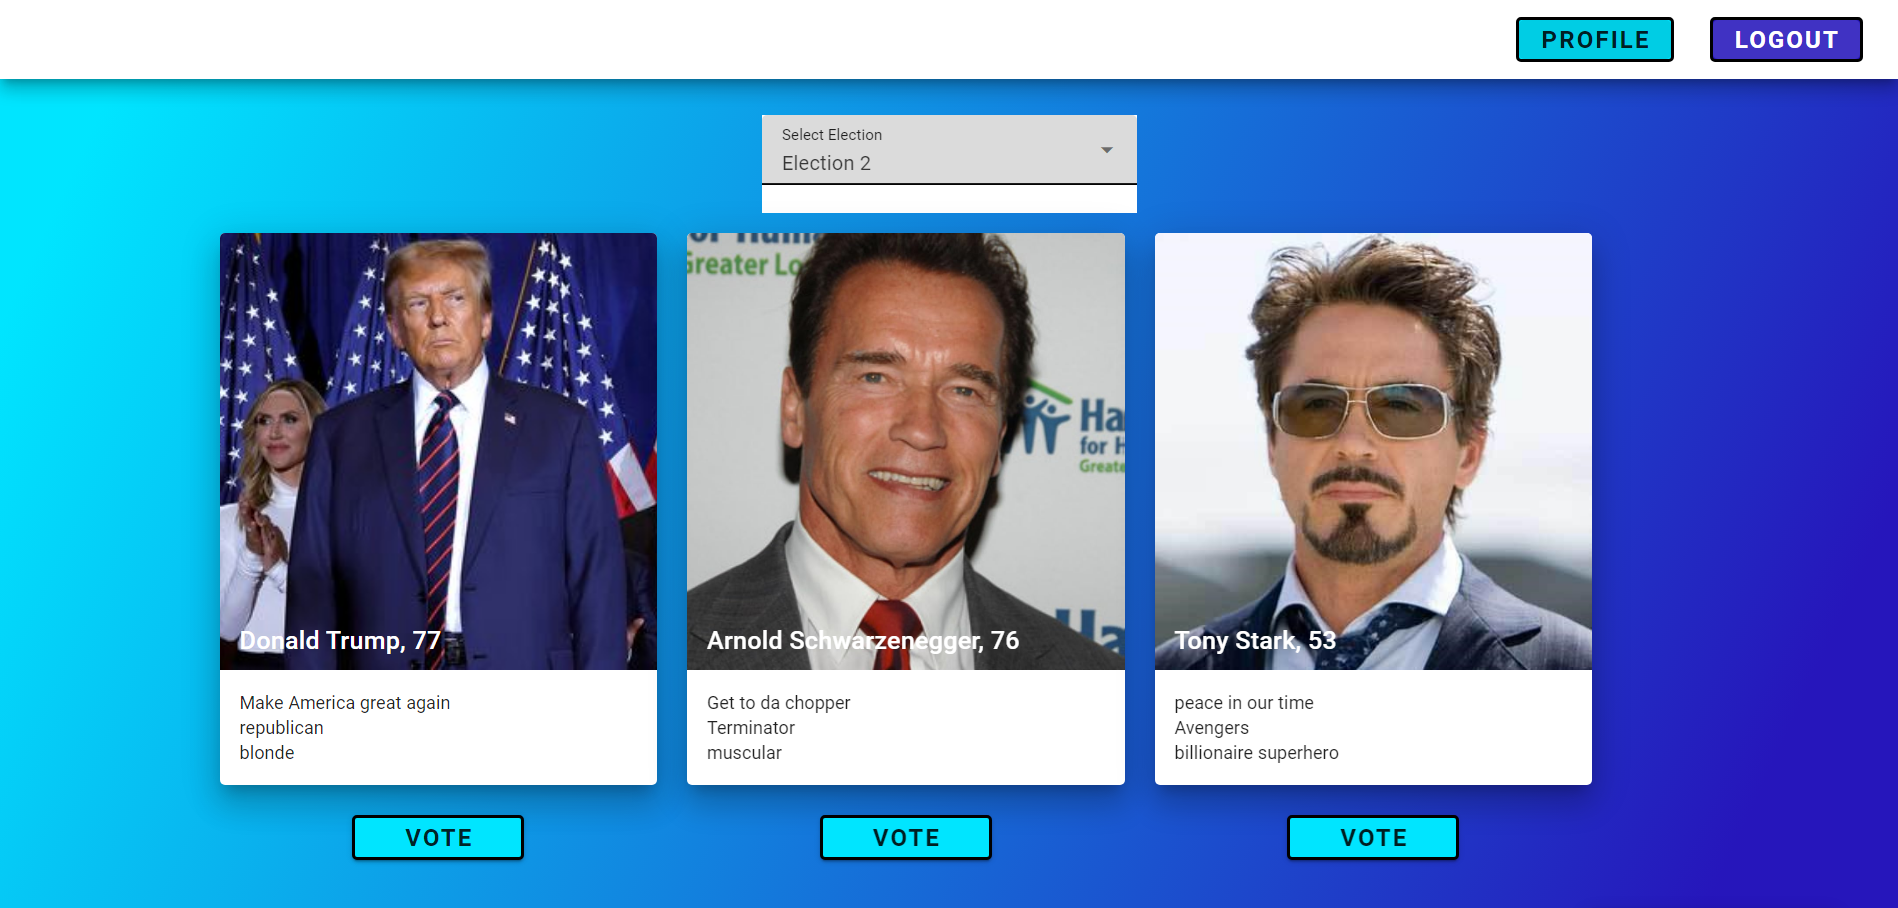 PROFILE LOGOUT
Select Election
Election 2
Greater Lo
Ha
for H
Greate
Donald Trump, 77
Make America great again
republican
blonde
Arnold Schwarzenegger, 76
Get to da chopper
Terminator
muscular
Tony Stark, 53
peace in our time
Avengers
billionaire superhero
VOTE VOTE VOTE